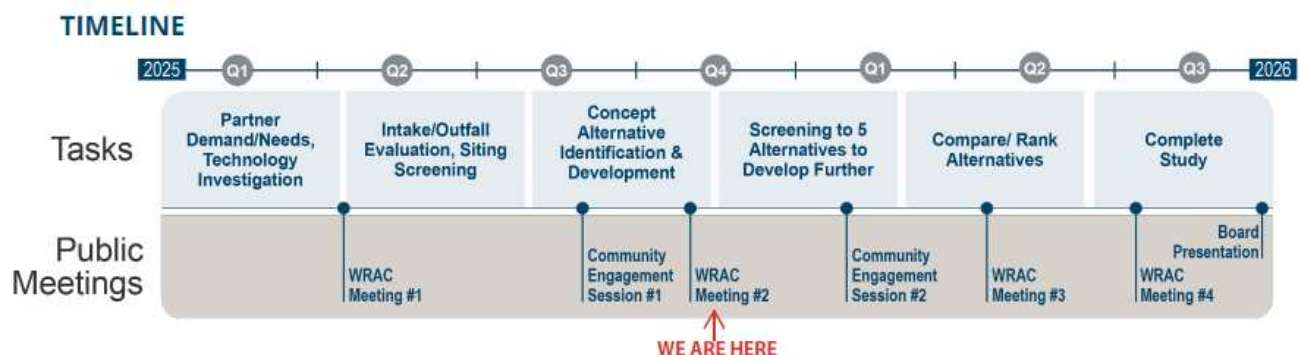 TIMELINE
2025 Q1 Q2 Q3 Q4 Q1 Q2 Q3 2026
Tasks
Partner
Demand/Needs,
Technology
Investigation
Intake/Outfall
Evaluation, Siting
Screening
Concept
Alternative
Identification &
Development
Screening to 5
Alternatives to
Develop Further
Compare/ Rank
Alternatives
Complete
Study
Public
Meetings
WRAC
Meeting #1
Community
Engagement
Session #1
WRAC
Meeting #2
Community
Engagement
Session #2
WRAC
Meeting #3
WRAC
Meeting #4
Board
Presentation
WE ARE HERE